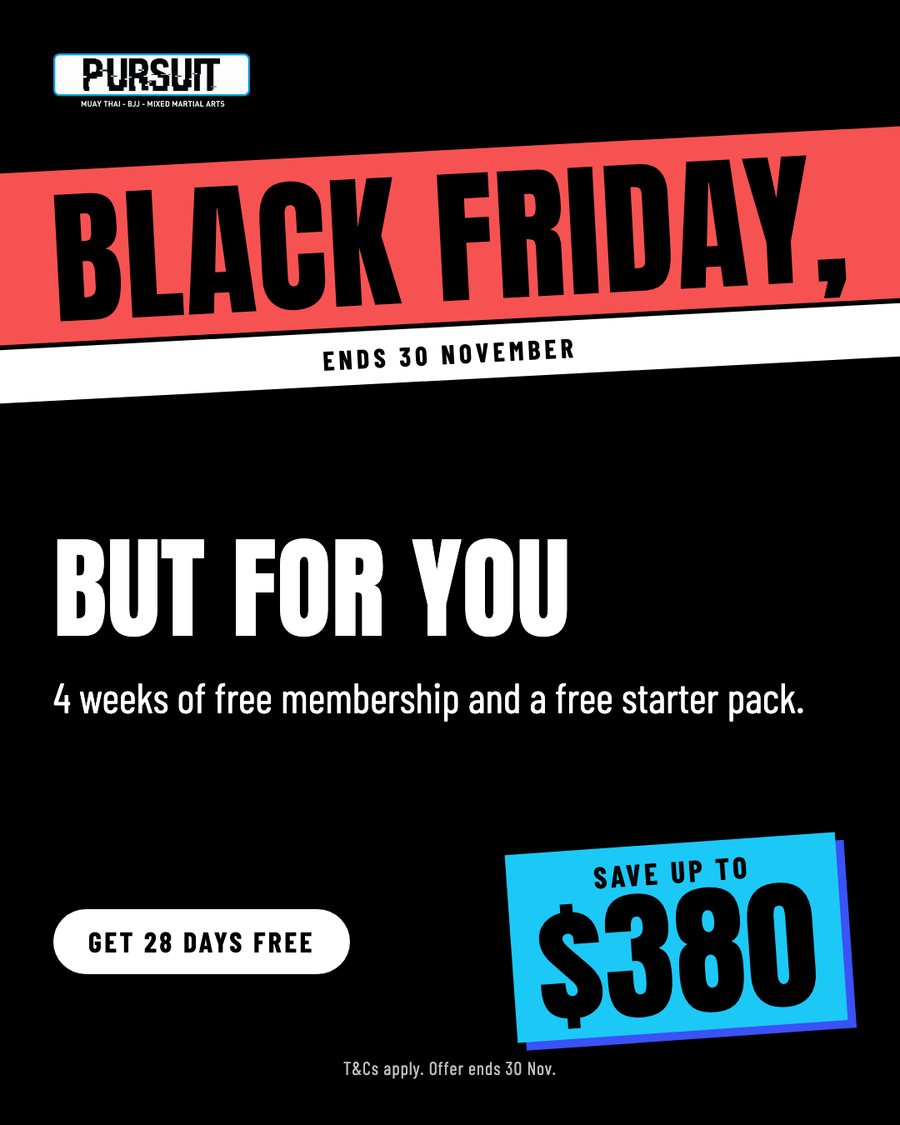 PURSUIT
MUAY THAI - BJJ - MIXED MARTIAL ARTS
BLACK FRIDAY,
ENDS 30 NOVEMBER
BUT FOR YOU
4 weeks of free membership and a free starter pack.
SAVE UP TO
$380
GET 28 DAYS FREE
T&Cs apply. Offer ends 30 Nov.